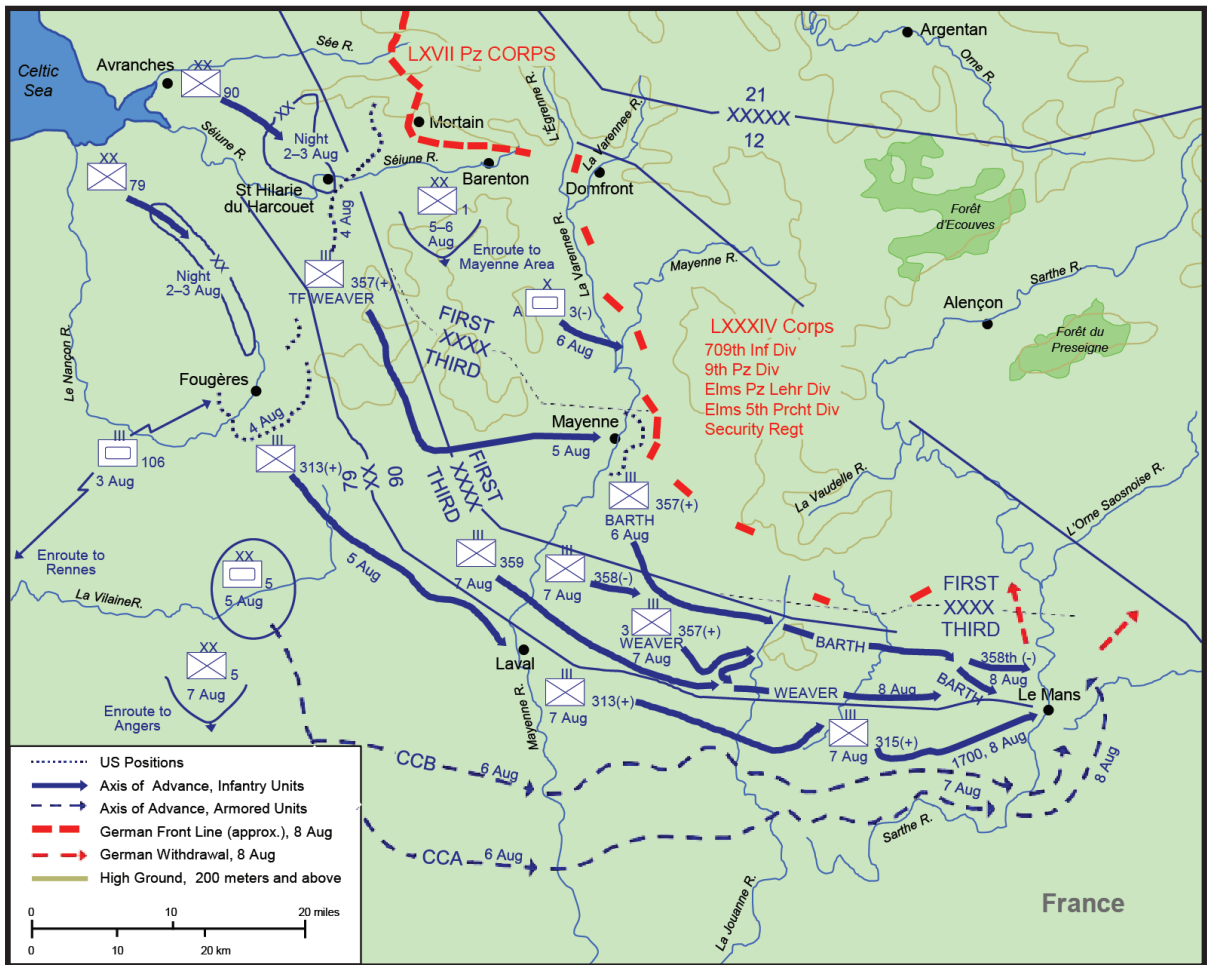 Celtic
Sea
Avranches
Sée R.
LXVII Pz CORPS
Argentan
Orne R.
XX
90
XX
Night
2–3 Aug
Mortain
L'Égrenne R.
La Varennee R.
21
XXXXX
12
Séiune R.
Séiune R.
XX
79
St Hilarie
du Harcouet
Barenton
Domfront
XX
1
5–6
Aug
Enroute to
Mayenne Area
4 Aug
Forêt
d'Ecouves
XX
Night
2–3 Aug
III
357(+)
TF WEAVER
La Varennee R.
Mayenne R.
Sarthe R.
X
A
3(-)
6 Aug
FIRST
XXXX
THIRD
Alençon
LXXXIV Corps
709th Inf Div
9th Pz Div
Elms Pz Lehr Div
Elms 5th Prcht Div
Security Regt
Forêt du
Preseigne
Le Nançon R.
Fougères
4 Aug
Mayenne
5 Aug
III
106
3 Aug
III
313(+)
79
XX
90
FIRST
XXXX
THIRD
La Vaudelle R.
L'Orne Saosnoise R.
III
357(+)
BARTH
6 Aug
Enroute to
Rennes
5 Aug
III
359
7 Aug
III
358(-)
7 Aug
XX
5
5 Aug
La VilaineR.
FIRST
XXXX
THIRD
III
3
357(+)
WEAVER
7 Aug
BARTH
358th (-)
8 Aug
BARTH
XX
5
7 Aug
Enroute to
Angers
Laval
WEAVER
8 Aug
Le Mans
III
313(+)
7 Aug
III
315(+)
7 Aug
1700, 8 Aug
Mayenne R.
CCB
6 Aug
7 Aug
8 Aug
CCA
6 Aug
Sarthe R.
La Jouanne R.
France
US Positions
Axis of Advance, Infantry Units
Axis of Advance, Armored Units
German Front Line (approx.), 8 Aug
German Withdrawal, 8 Aug
High Ground, 200 meters and above
0 10 20 miles
0 10 20 km